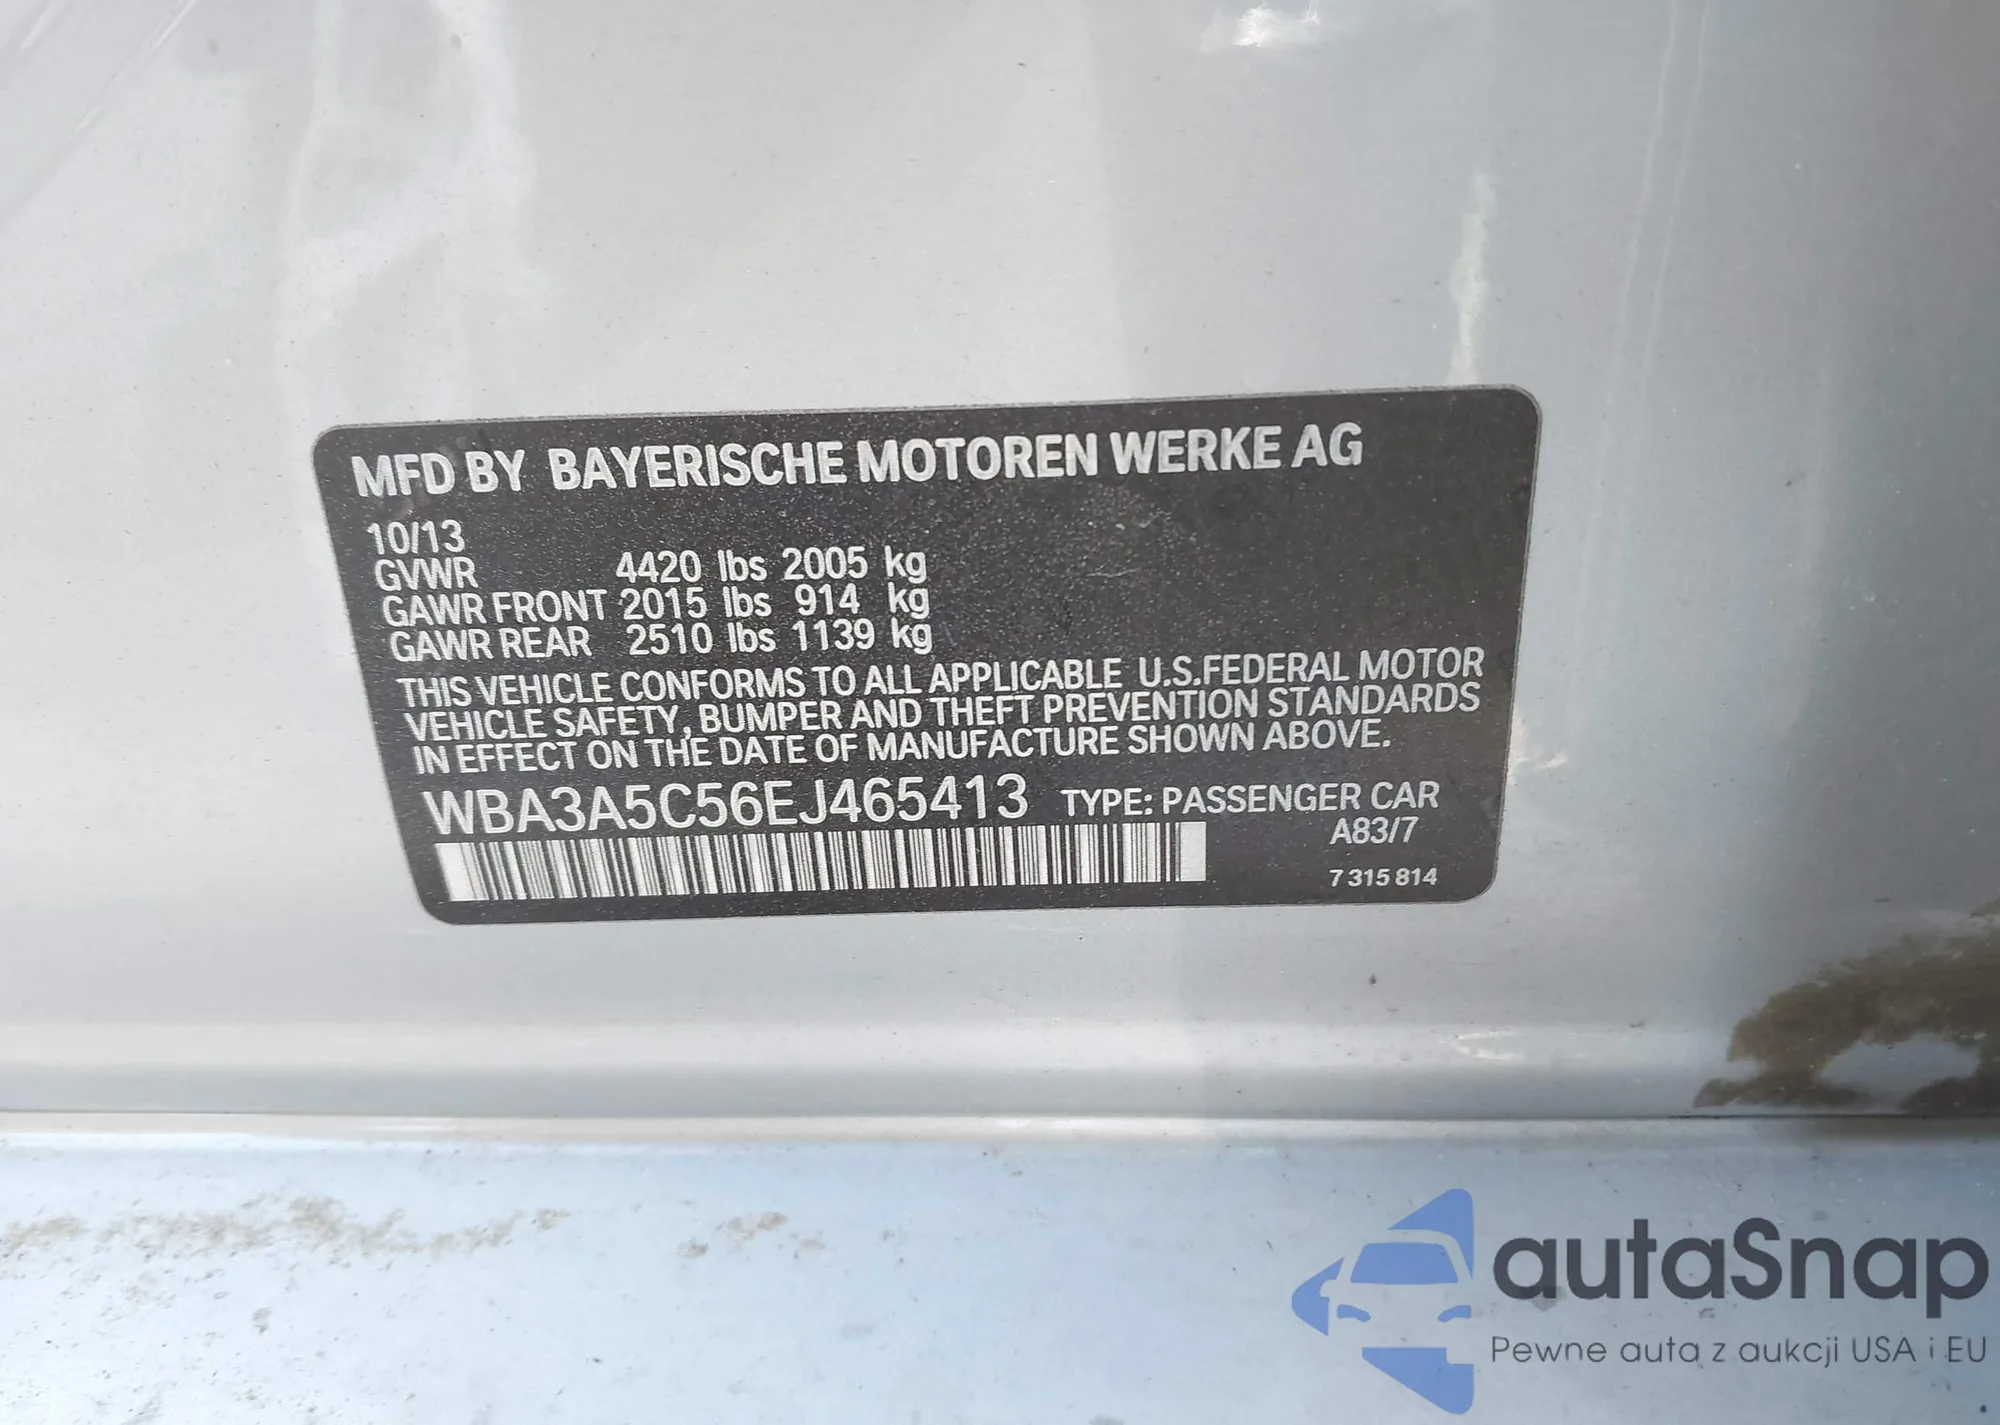 MFD BY BAYERISCHE MOTOREN WERKE AG
10/13
GVWR 4420 lbs 2005 kg
GAWR FRONT 2015 lbs 914 kg
GAWR REAR 2510 lbs 1139 kg
THIS VEHICLE CONFORMS TO ALL APPLICABLE U.S.FEDERAL MOTOR
VEHICLE SAFETY, BUMPER AND THEFT PREVENTION STANDARDS
IN EFFECT ON THE DATE OF MANUFACTURE SHOWN ABOVE.
WBA3A5C56EJ465413 TYPE: PASSENGER CAR
A83/7
7 315 814
autaSnap
Pewne auta z aukcji USA i EU